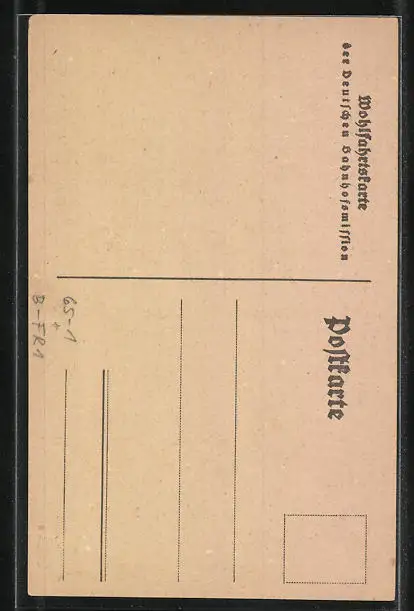 Wohlfahrtskarte
der Deutschen Bahnhofsmission
Postkarte
65-1
+
B-FR1